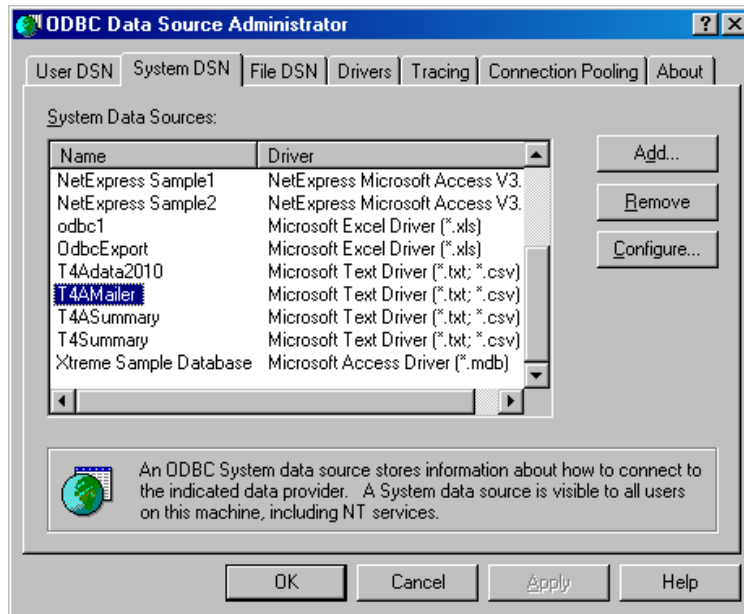 ODBC Data Source Administrator
User DSN System DSN File DSN Drivers Tracing Connection Pooling About
System Data Sources:
Name Driver
NetExpress Sample1 NetExpress Microsoft Access V3.
NetExpress Sample2 NetExpress Microsoft Access V3.
odbc1 Microsoft Excel Driver (*.xls)
OdbcExport Microsoft Excel Driver (*.xls)
T4Adata2010 Microsoft Text Driver (*.txt; *.csv)
T4AMailer Microsoft Text Driver (*.txt; *.csv)
T4ASummary Microsoft Text Driver (*.txt; *.csv)
T4Summary Microsoft Text Driver (*.txt; *.csv)
Xtreme Sample Database Microsoft Access Driver (*.mdb)
Add...
Remove
Configure...
An ODBC System data source stores information about how to connect to
the indicated data provider. A System data source is visible to all users
on this machine, including NT services.
OK Cancel Apply Help